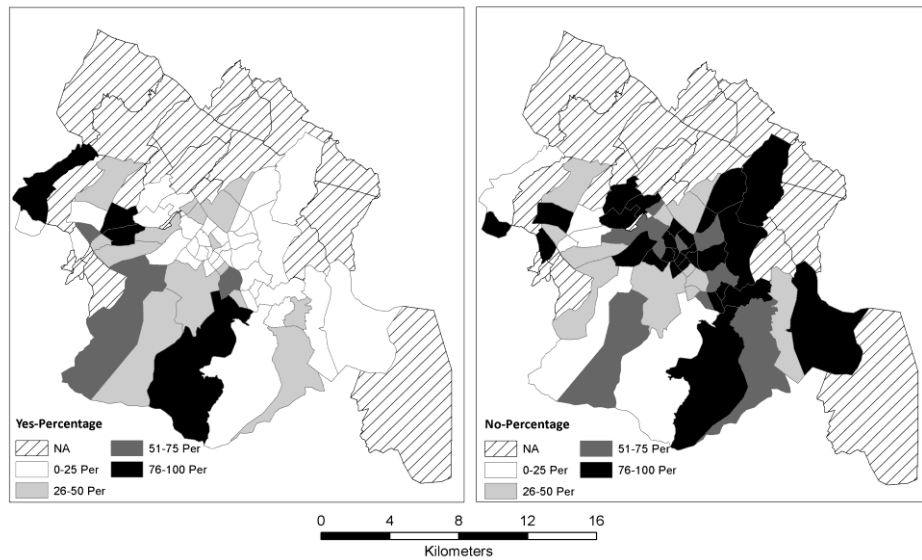 Yes-Percentage
NA
51-75 Per
0-25 Per
76-100 Per
26-50 Per
No-Percentage
NA
51-75 Per
0-25 Per
76-100 Per
26-50 Per
0 4 8 12 16
Kilometers